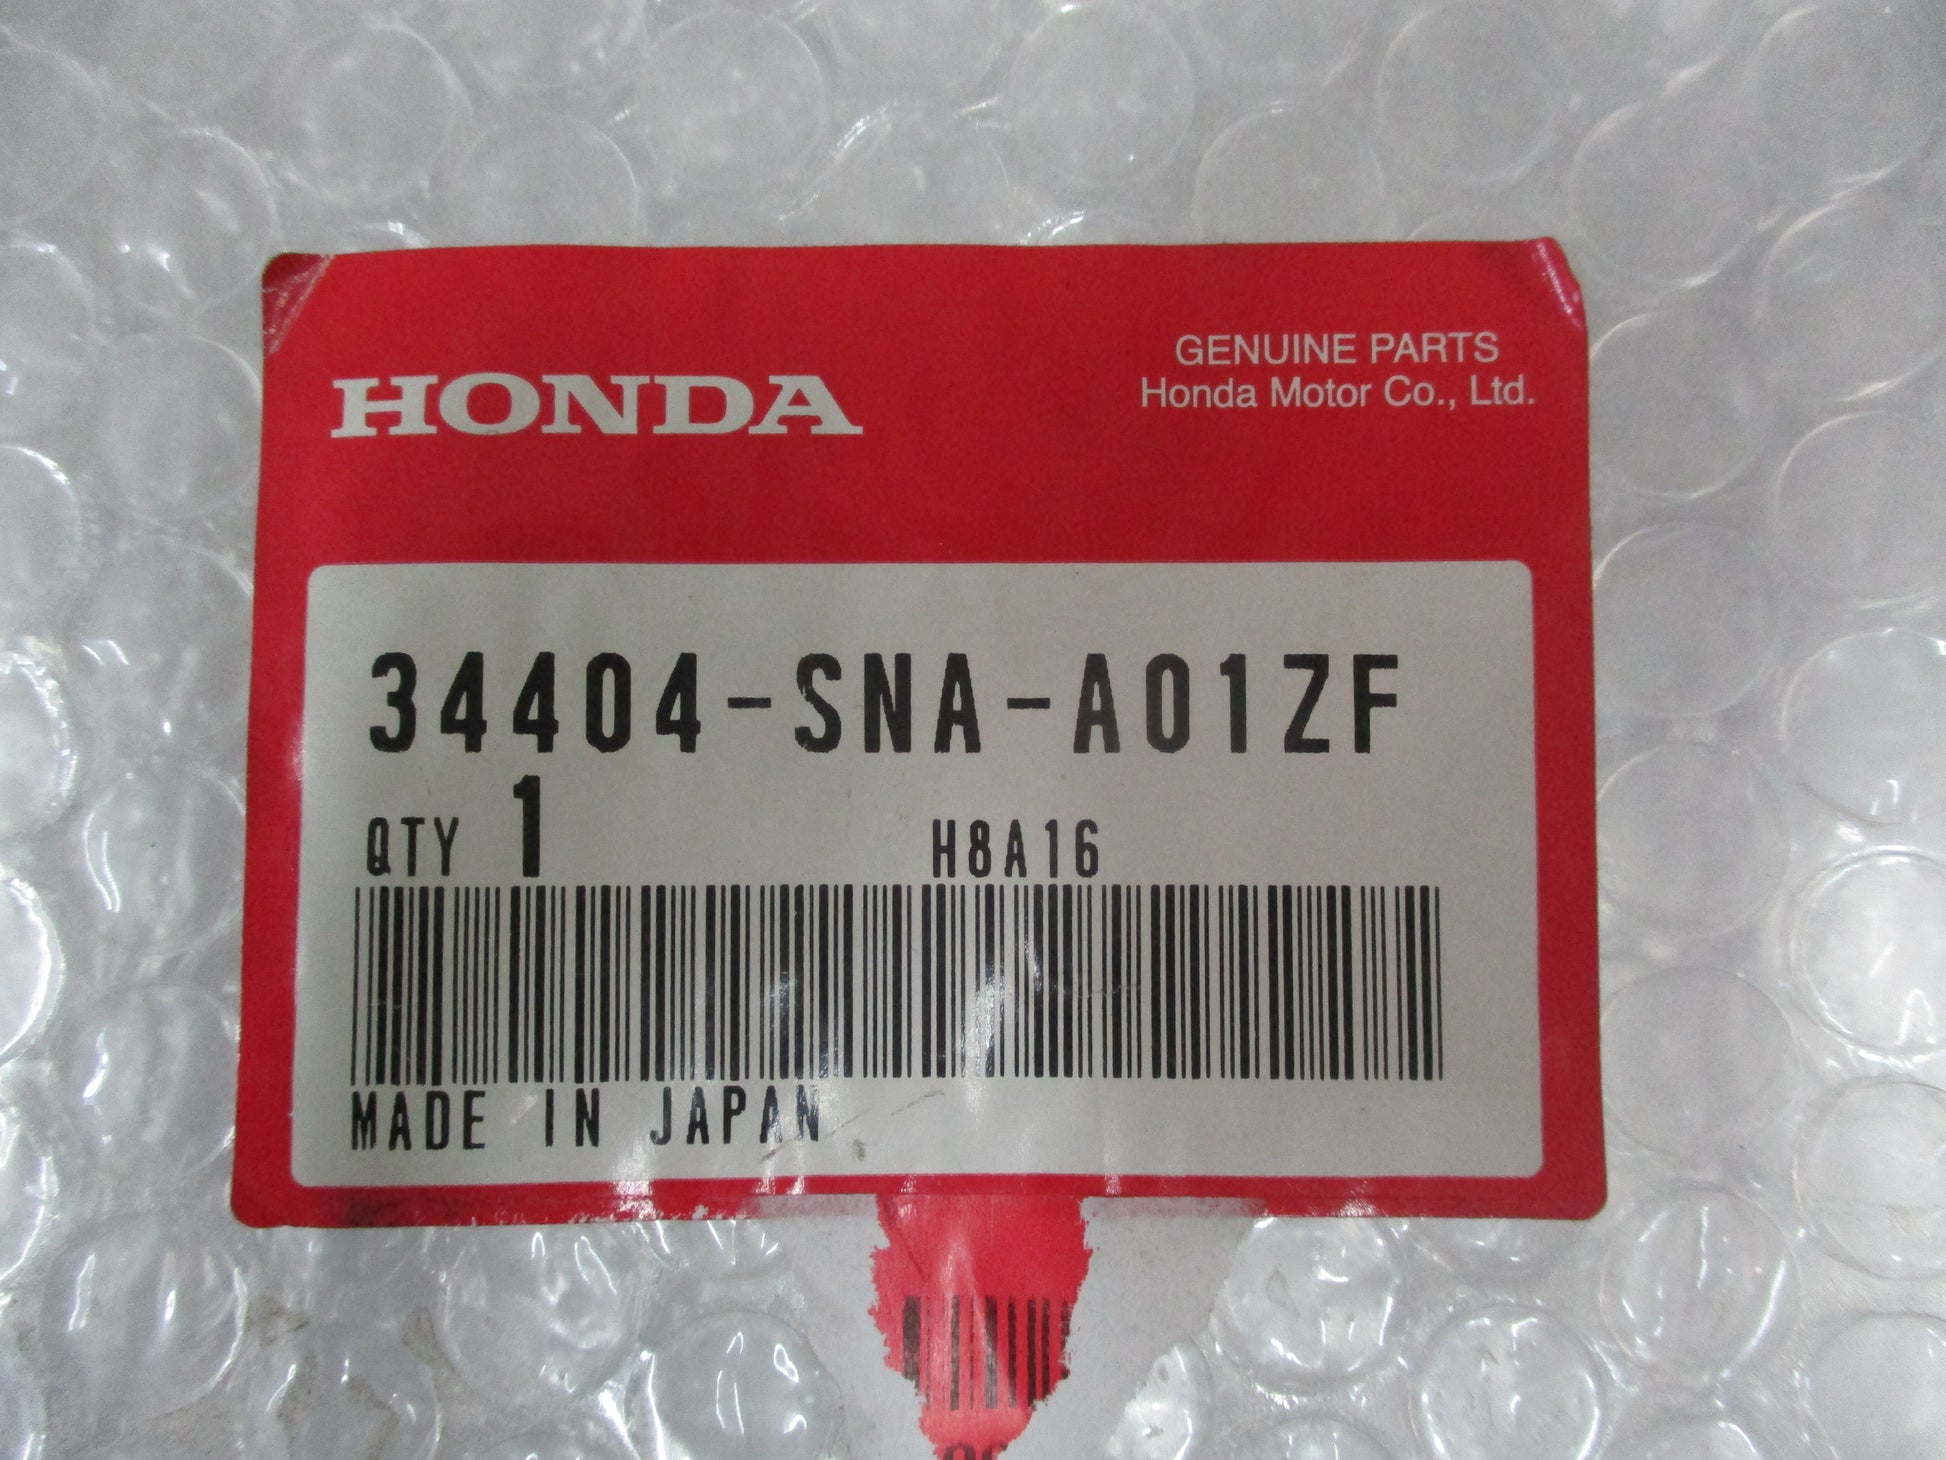 HONDA
GENUINE PARTS
Honda Motor Co., Ltd.
34404-SNA-A01ZF
QTY 1 H8A16
MADE IN JAPAN